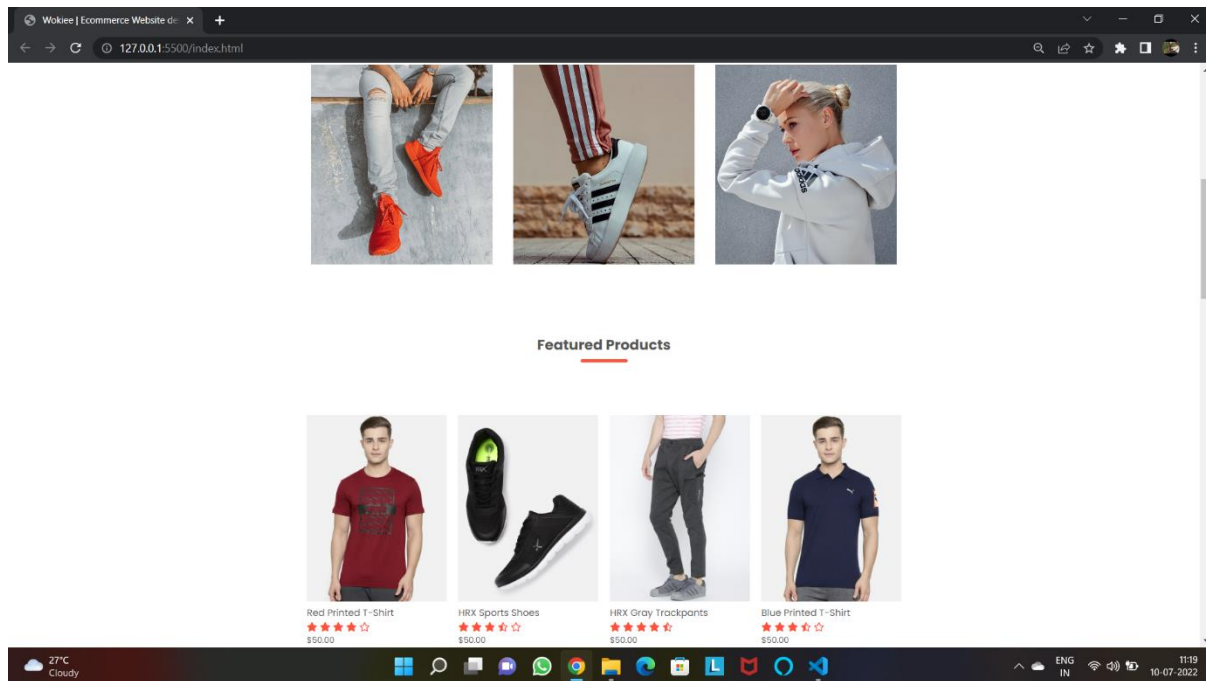 Wokiee | Ecommerce Website de
127.0.0.1:5500/index.html
adidas
Featured Products
HRX
Red Printed T-Shirt
HRX Sports Shoes
HRX Gray Trackpants
Blue Printed T-Shirt
$50.00
$50.00
$50.00
$50.00
27°C
Cloudy
L
ENG
IN
11:19
10-07-2022